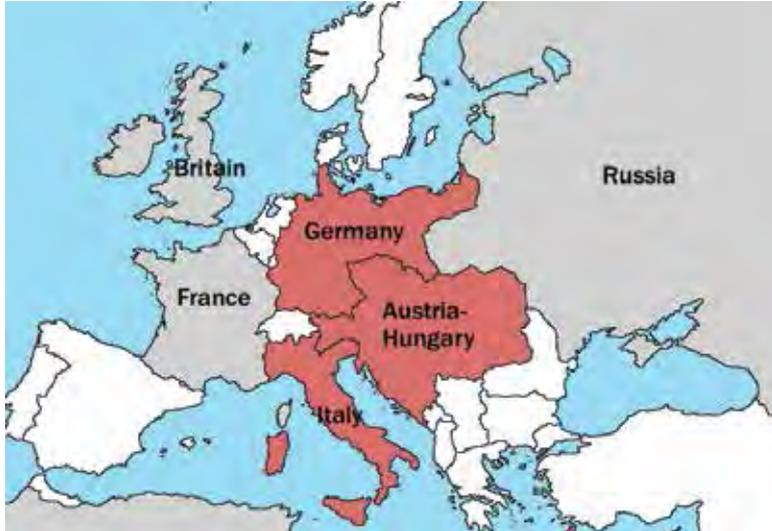 Britain
Russia
Germany
France
Austria-
Hungary
Italy